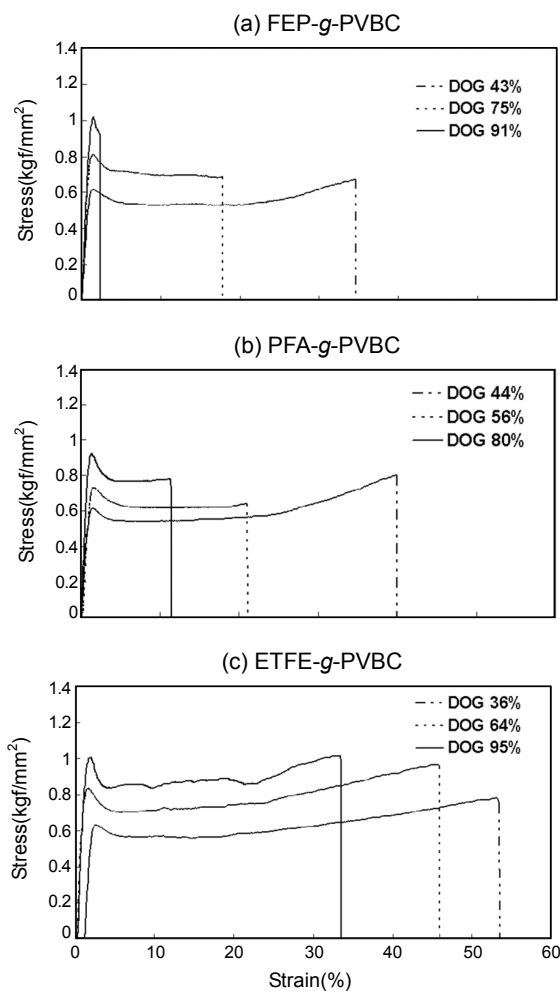 (a) FEP-g-PVBC
1.4
1.2
1
0.8
0.6
0.4
0.2
0
Stress(kgf/mm²)
DOG 43%
DOG 75%
DOG 91%
(b) PFA-g-PVBC
1.4
1.2
1
0.8
0.6
0.4
0.2
0
Stress(kgf/mm²)
DOG 44%
DOG 56%
DOG 80%
(c) ETFE-g-PVBC
1.4
1.2
1
0.8
0.6
0.4
0.2
0
Stress(kgf/mm²)
DOG 36%
DOG 64%
DOG 95%
0 10 20 30 40 50 60
Strain(%)